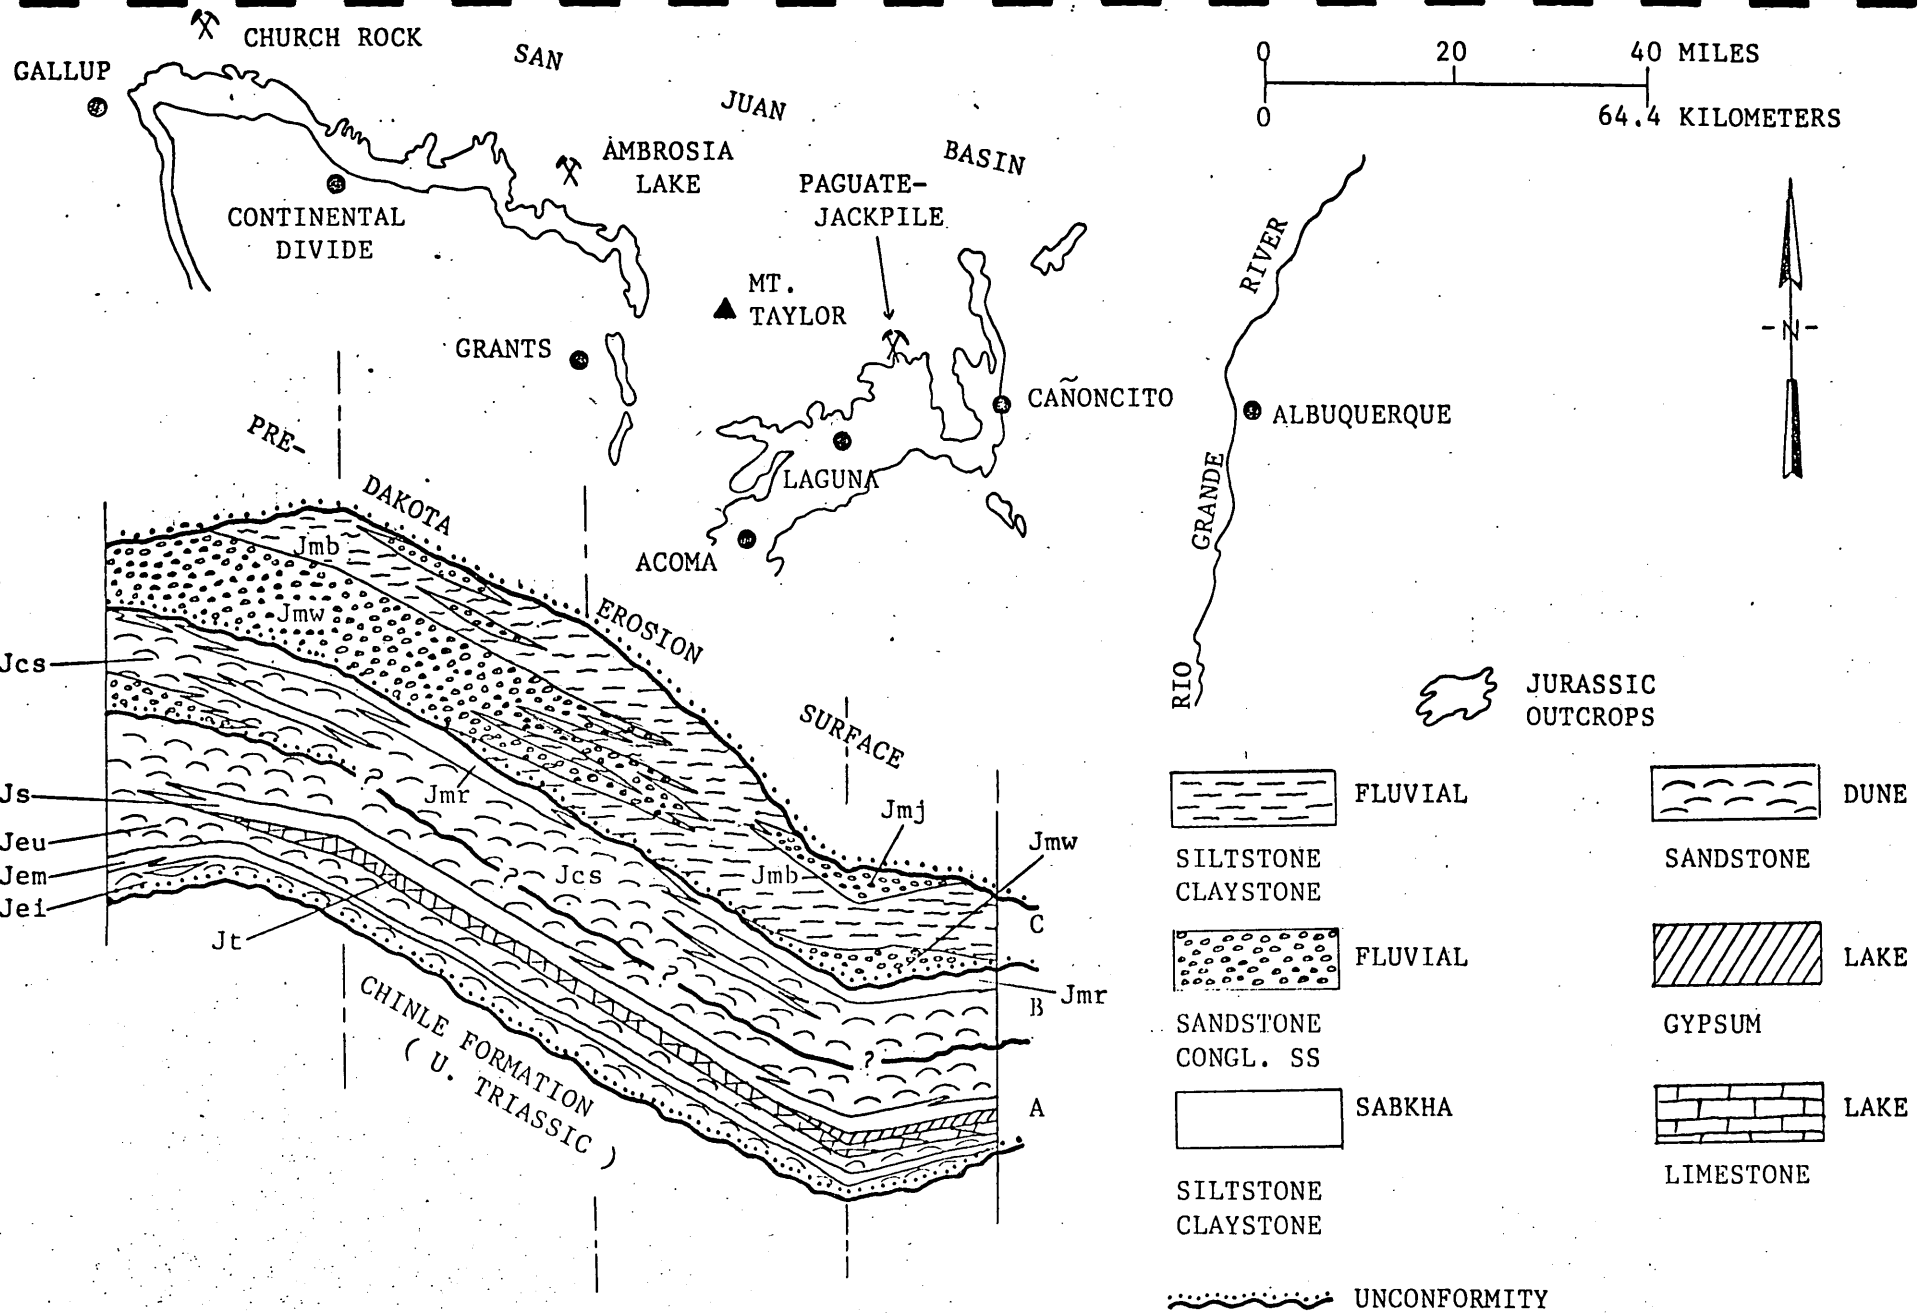 CHURCH ROCK
GALLUP
SAN
JUAN
BASIN
0 20 40 MILES
0 64.4 KILOMETERS
AMBROSIA
LAKE
PAGUATE-
JACKPILE
CONTINENTAL
DIVIDE
MT.
TAYLOR
GRANTS
CAÑONCITO
ALBUQUERQUE
LAGUNA
ACOMA
RIO
GRANDE
RIVER
-N-
PRE-
DAKOTA
EROSION
SURFACE
Jmb
Jmw
Jcs
Jmr
Js
Jeu
Jem
Jei
Jt
Jcs
Jmb
Jmj
Jmw
Jmr
C
B
A
?
?
?
?
CHINLE FORMATION
( U. TRIASSIC )
JURASSIC
OUTCROPS
FLUVIAL
SILTSTONE
CLAYSTONE
DUNE
SANDSTONE
FLUVIAL
SANDSTONE
CONGL. SS
LAKE
GYPSUM
SABKHA
SILTSTONE
CLAYSTONE
LAKE
LIMESTONE
UNCONFORMITY